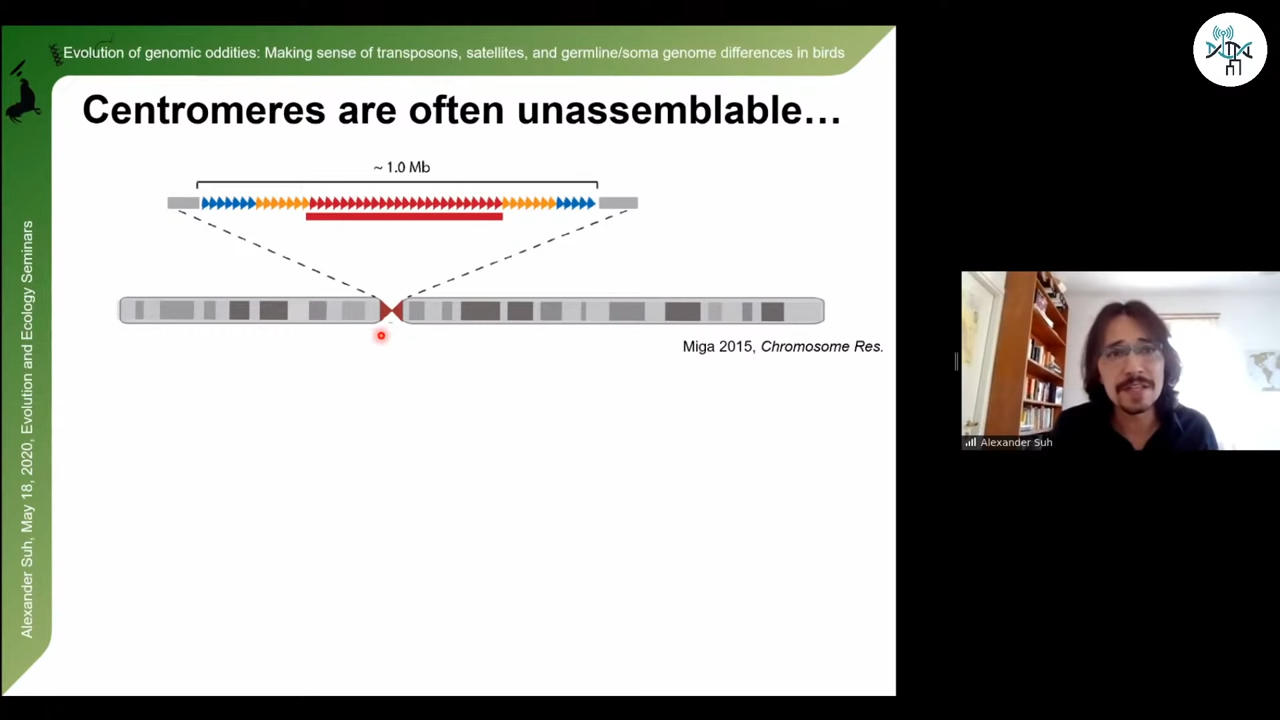 Evolution of genomic oddities: Making sense of transposons, satellites, and germline/soma genome differences in birds
Centromeres are often unassemblable…
~ 1.0 Mb
Miga 2015, Chromosome Res.
Alexander Suh, May 18, 2020, Evolution and Ecology Seminars
Alexander Suh